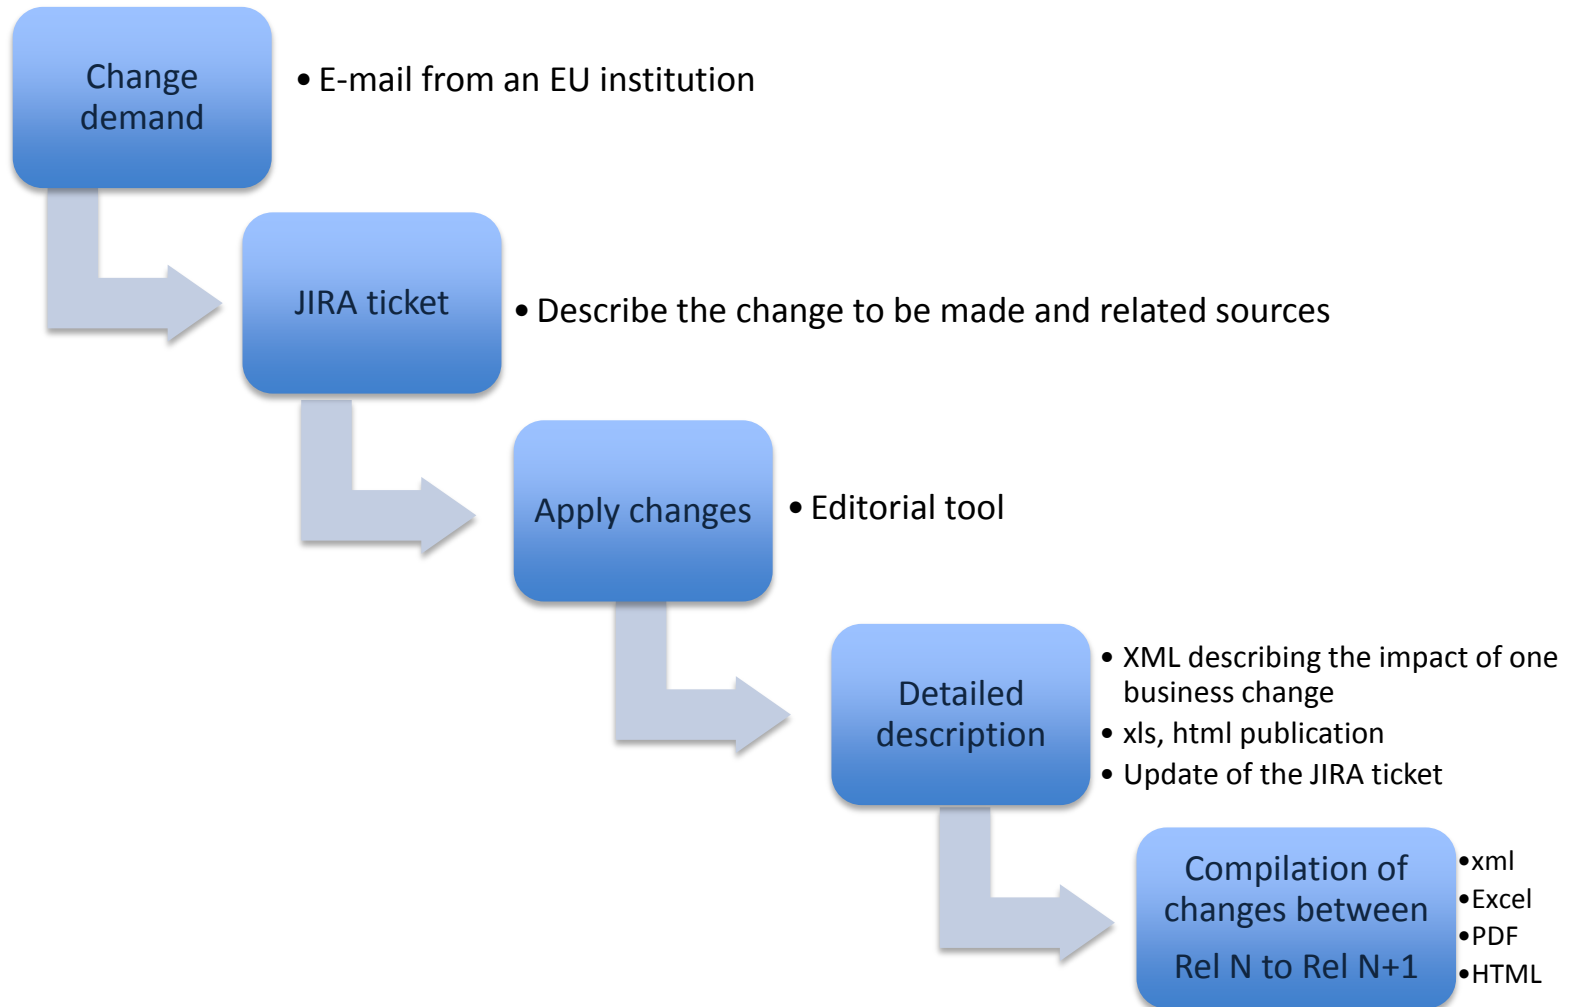 Change
demand
• E-mail from an EU institution
JIRA ticket
• Describe the change to be made and related sources
Apply changes
• Editorial tool
Detailed
description
• XML describing the impact of one
business change
• xls, html publication
• Update of the JIRA ticket
Compilation of
changes between
Rel N to Rel N+1
•xml
•Excel
•PDF
•HTML